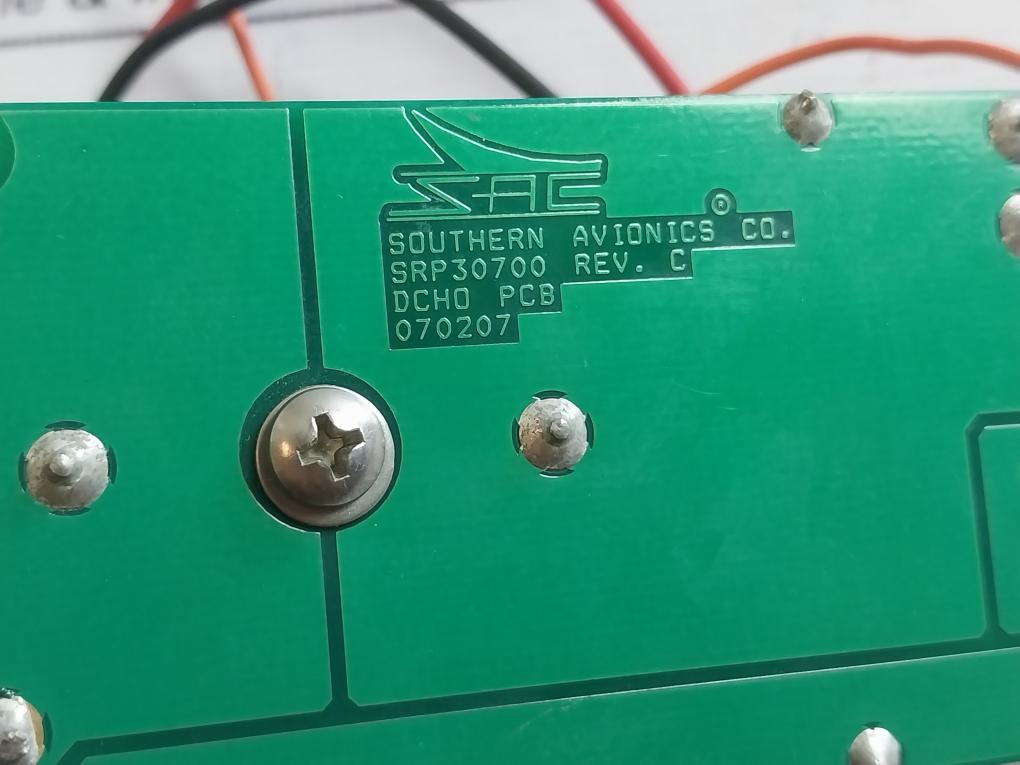 SAC
®
SOUTHERN AVIONICS CO.
SRP30700 REV. C
DCHO PCB
070207